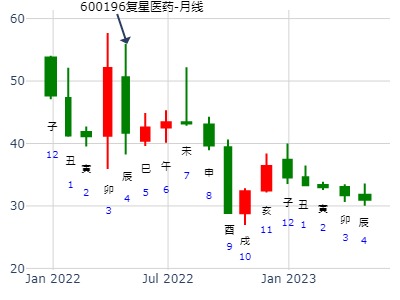 600196复星医药-月线
60
50
40
30
20
子
12
丑
1
寅
2
卯
3
辰
4
巳
5
午
6
未
7
申
8
酉
9
戌
10
亥
11
子
12
丑
1
寅
2
卯
3
辰
4
Jan 2022
Jul 2022
Jan 2023